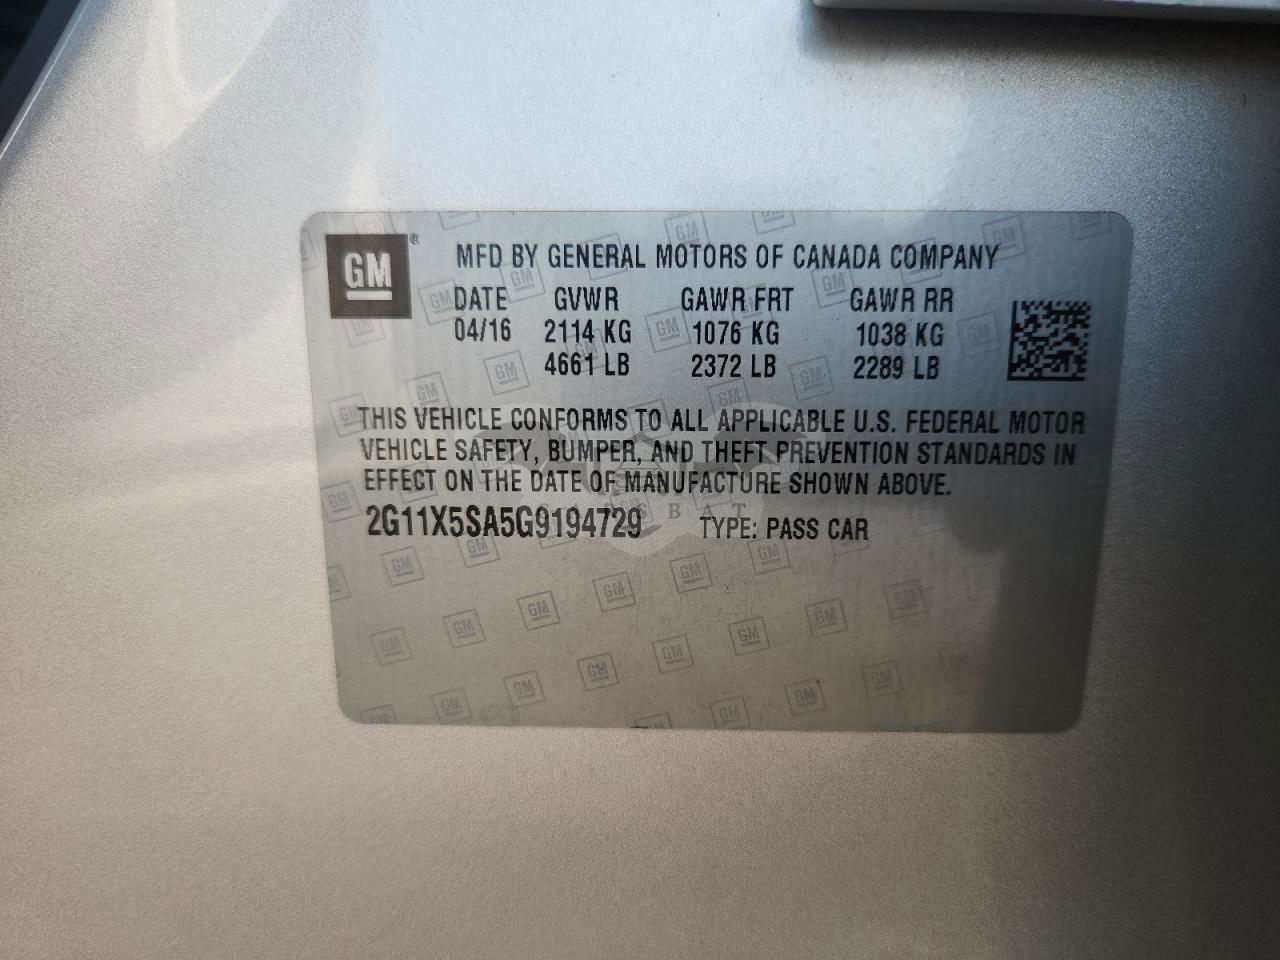 GM®
MFD BY GENERAL MOTORS OF CANADA COMPANY
DATE GVWR GAWR FRT GAWR RR
04/16 2114 KG 1076 KG 1038 KG
4661 LB 2372 LB 2289 LB
THIS VEHICLE CONFORMS TO ALL APPLICABLE U.S. FEDERAL MOTOR
VEHICLE SAFETY, BUMPER, AND THEFT PREVENTION STANDARDS IN
EFFECT ON THE DATE OF MANUFACTURE SHOWN ABOVE.
2G11X5SA5G9194729 TYPE: PASS CAR